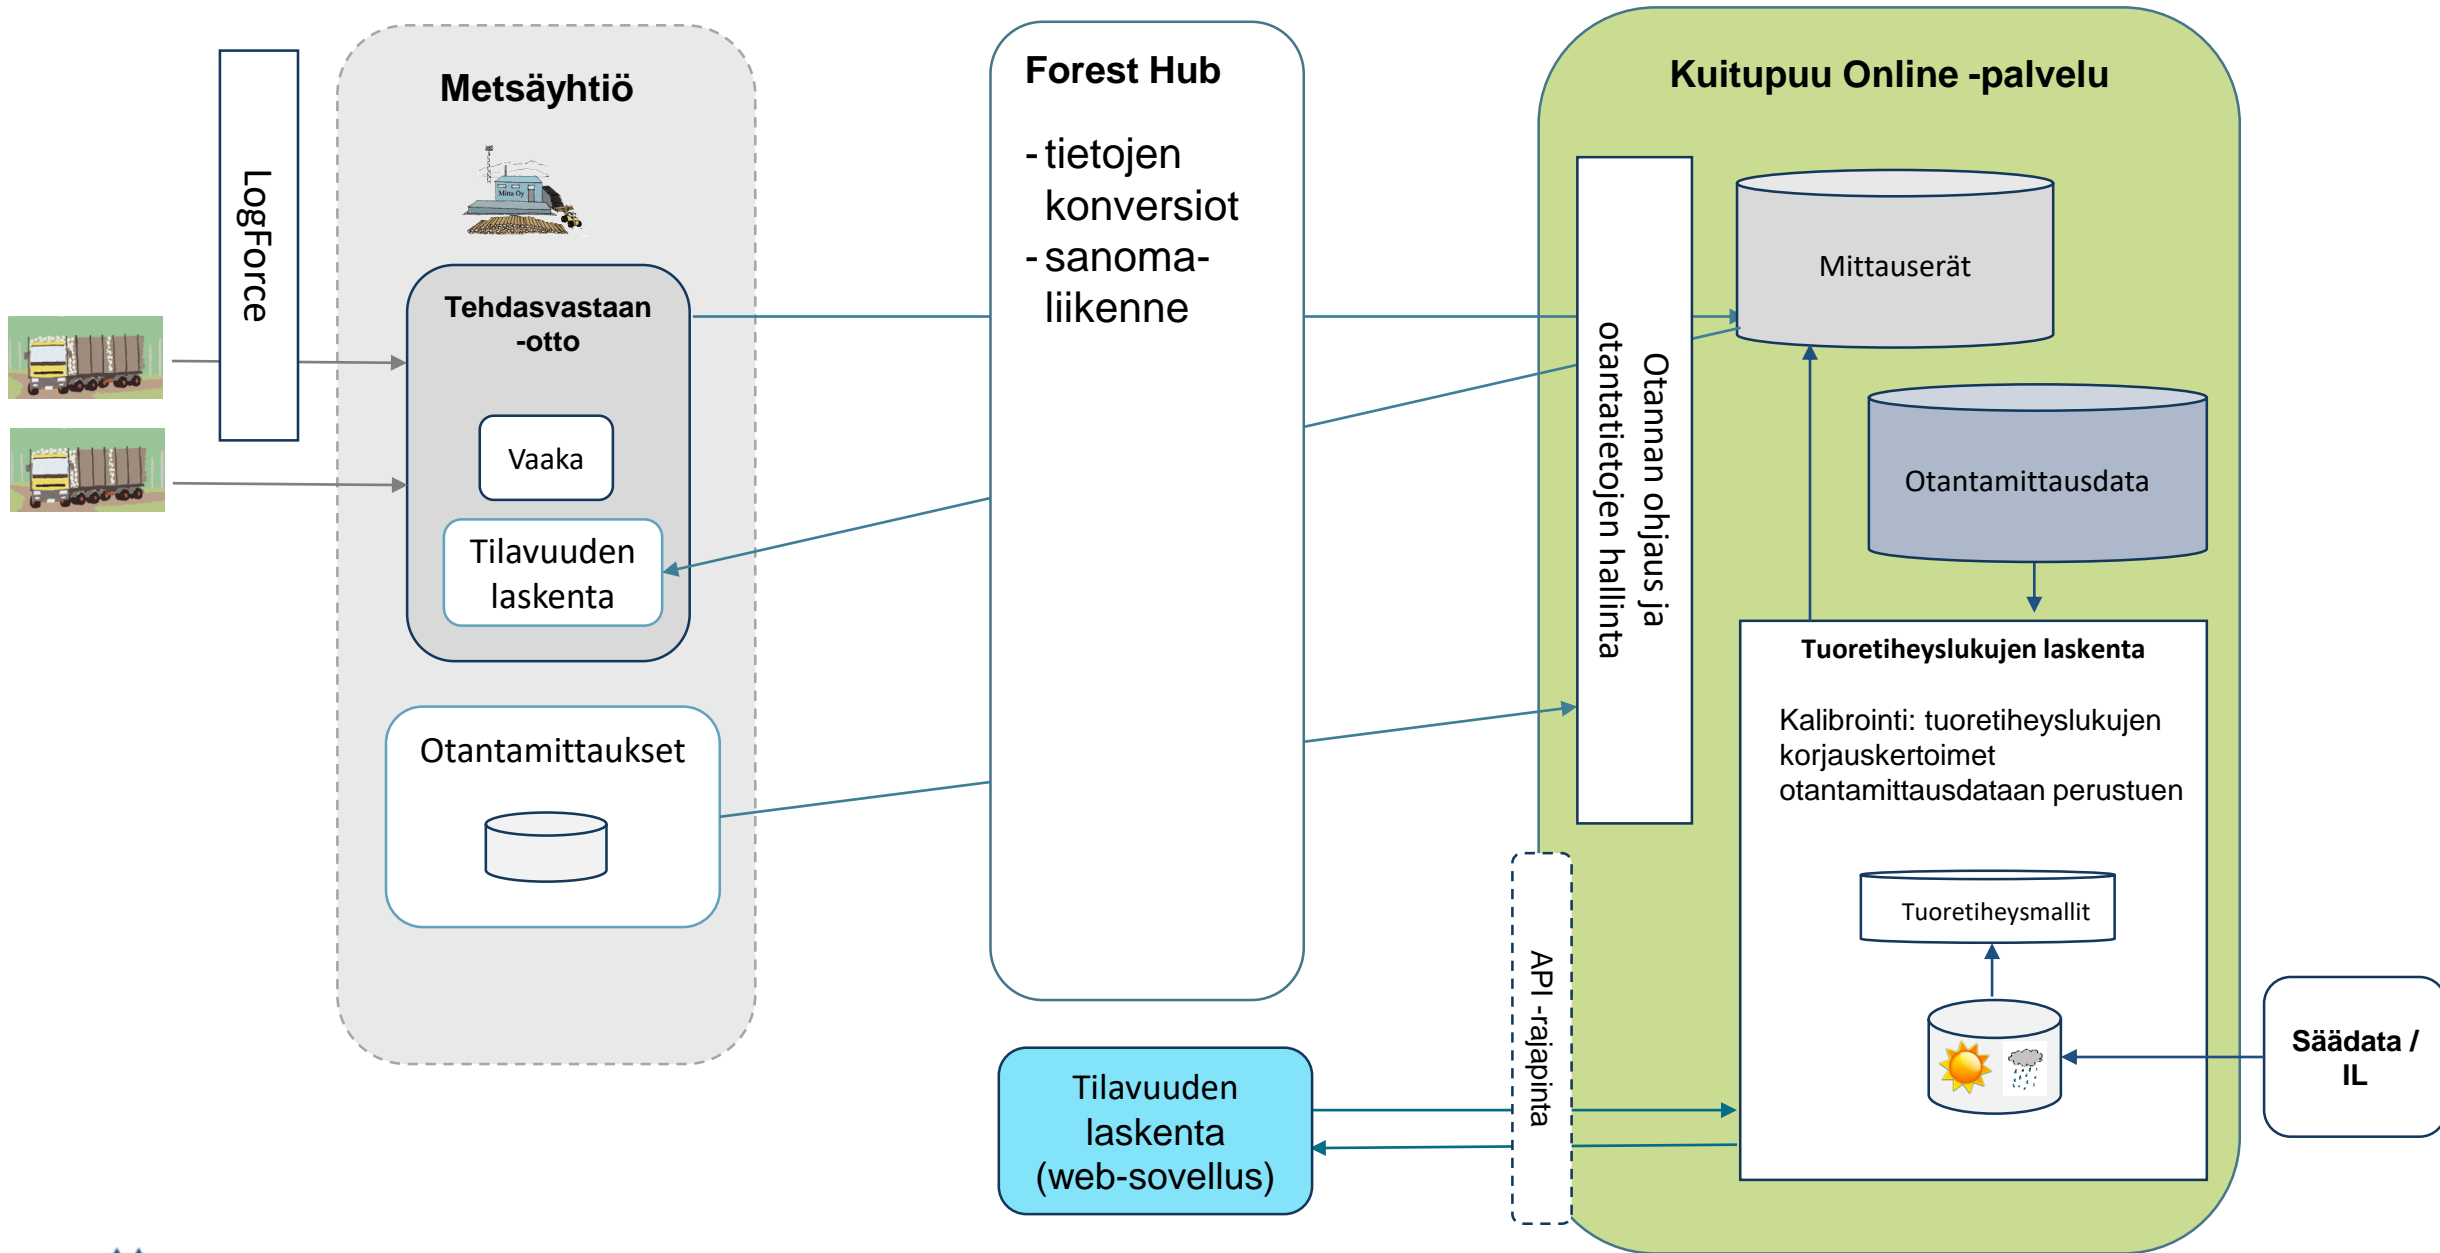 LogForce
Metsäyhtiö
Mitta Oy
Tehdasvastaan
-otto
Vaaka
Tilavuuden
laskenta
Otantamittaukset
Forest Hub
- tietojen
konversiot
- sanoma-
liikenne
Tilavuuden
laskenta
(web-sovellus)
Kuitupuu Online -palvelu
Otannan ohjaus ja
otantatietojen hallinta
Mittauserät
Otantamittausdata
Tuoretiheyslukujen laskenta
Kalibrointi: tuoretiheyslukujen
korjauskertoimet
otantamittausdataan perustuen
Tuoretiheysmallit
API -rajapinta
Säädata /
IL